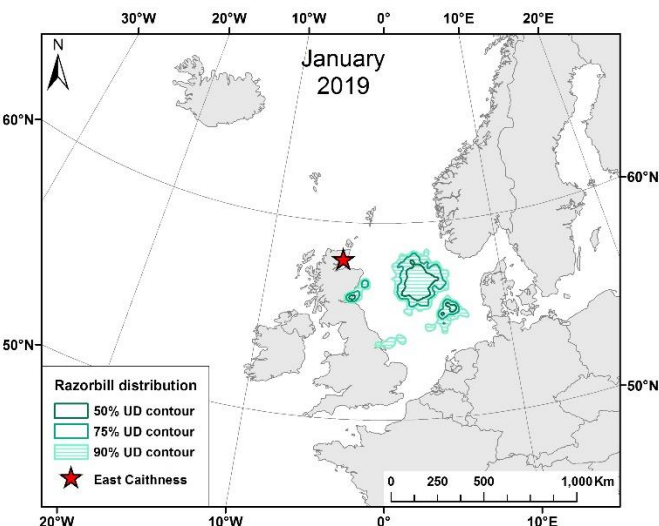 30°W 20°W 10°W 0° 10°E 20°E 30°E
N
January
2019
60°N
60°N
50°N
50°N
Razorbill distribution
50% UD contour
75% UD contour
90% UD contour
East Caithness
0 250 500 1,000 Km
20°W 10°W 0° 10°E